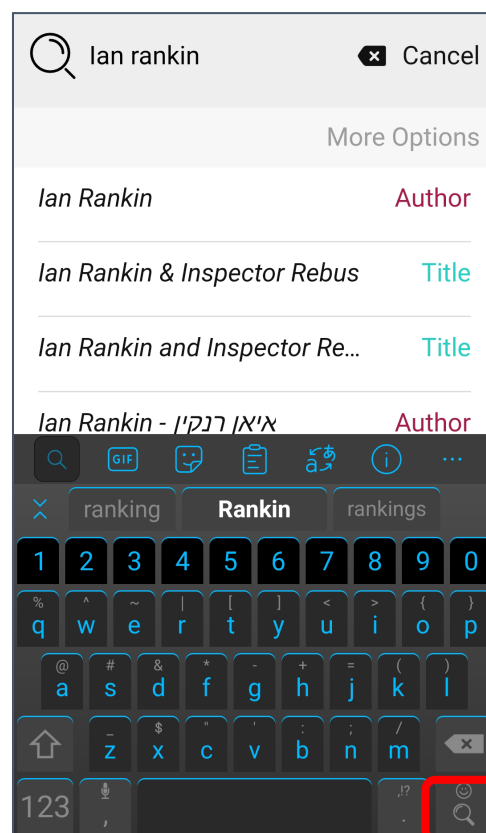 Ian rankin Cancel
More Options
Ian Rankin Author
Ian Rankin & Inspector Rebus Title
Ian Rankin and Inspector Re... Title
Ian Rankin - איאן רנקין Author
GIF あ a i ...
ranking Rankin rankings
1 2 3 4 5 6 7 8 9 0
% ^ ~ | [ ] < > { }
q w e r t y u i o p
@ # & * - + = ( )
a s d f g h j k l
_ $ " ' : ; /
z x c v b n m
,!?
123 , .